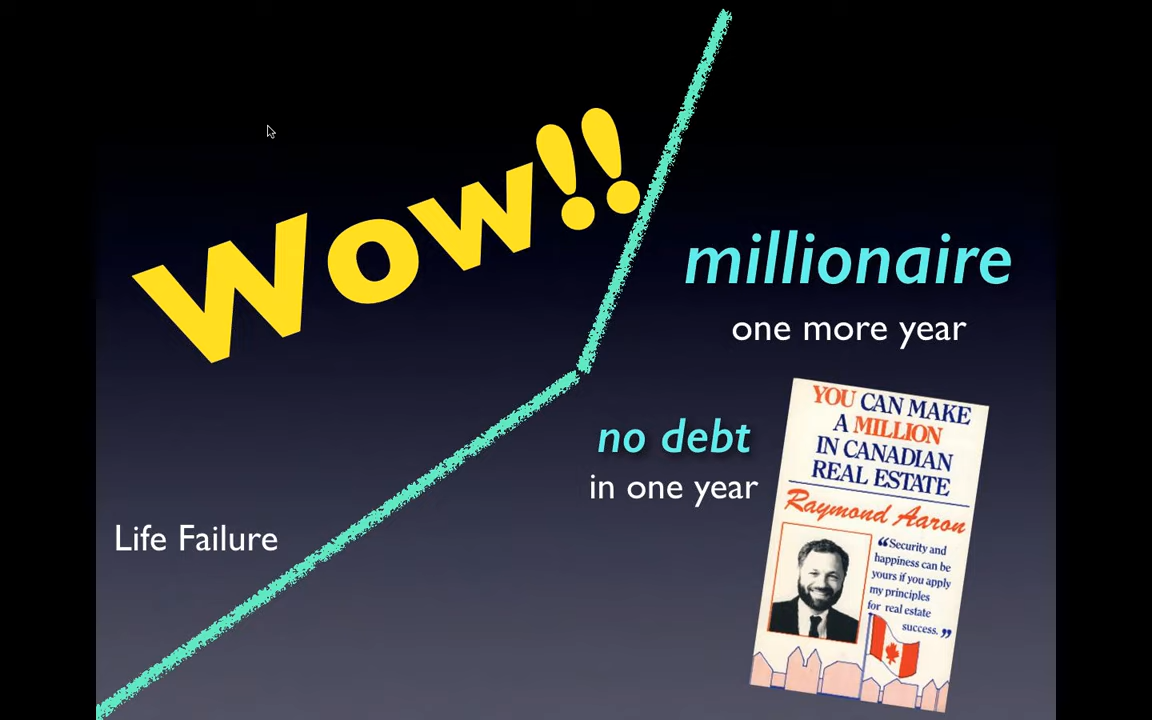 Wow!!
millionaire
one more year
no debt
in one year
Life Failure
YOU CAN MAKE
A MILLION
IN CANADIAN
REAL ESTATE
Raymond Aaron
“Security and
happiness can be
yours if you apply
my principles
for real estate
success.”